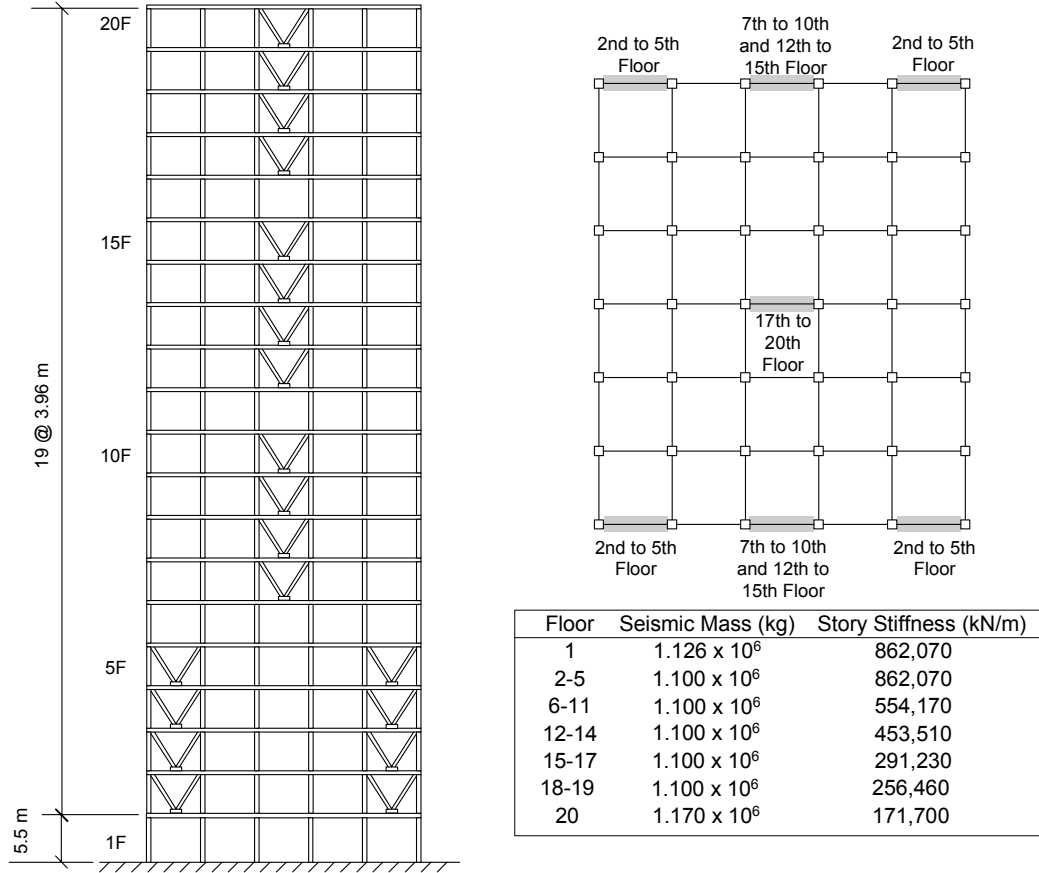 20F
15F
10F
5F
1F
19 @ 3.96 m
5.5 m
2nd to 5th
Floor
7th to 10th
and 12th to
15th Floor
2nd to 5th
Floor
17th to
20th
Floor
2nd to 5th
Floor
7th to 10th
and 12th to
15th Floor
2nd to 5th
Floor
Floor Seismic Mass (kg) Story Stiffness (kN/m)
1 1.126 x 10⁶ 862,070
2-5 1.100 x 10⁶ 862,070
6-11 1.100 x 10⁶ 554,170
12-14 1.100 x 10⁶ 453,510
15-17 1.100 x 10⁶ 291,230
18-19 1.100 x 10⁶ 256,460
20 1.170 x 10⁶ 171,700